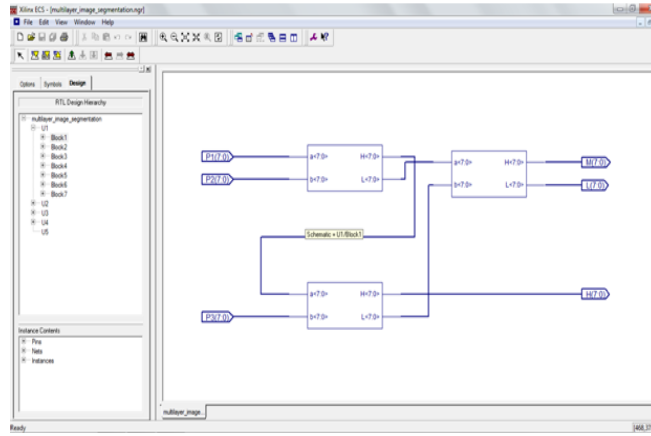 Xilinx ECS - [multilayer_image_segmentation.ngr]
File Edit View Window Help
Options Symbols Design
RTL Design Hierarchy
multilayer_image_segmentation
U1
Block1
Block2
Block3
Block4
Block5
Block6
Block7
U2
U3
U4
U5
Instance Contents
Pins
Nets
Instances
P1(7:0) a<7:0> H<7:0> a<7:0> H<7:0> M(7:0)
P2(7:0) b<7:0> L<7:0> b<7:0> L<7:0> L(7:0)
Schematic + U1/Block1
a<7:0> H<7:0> H(7:0)
P3(7:0) b<7:0> L<7:0>
multilayer_image...
Ready [468,37